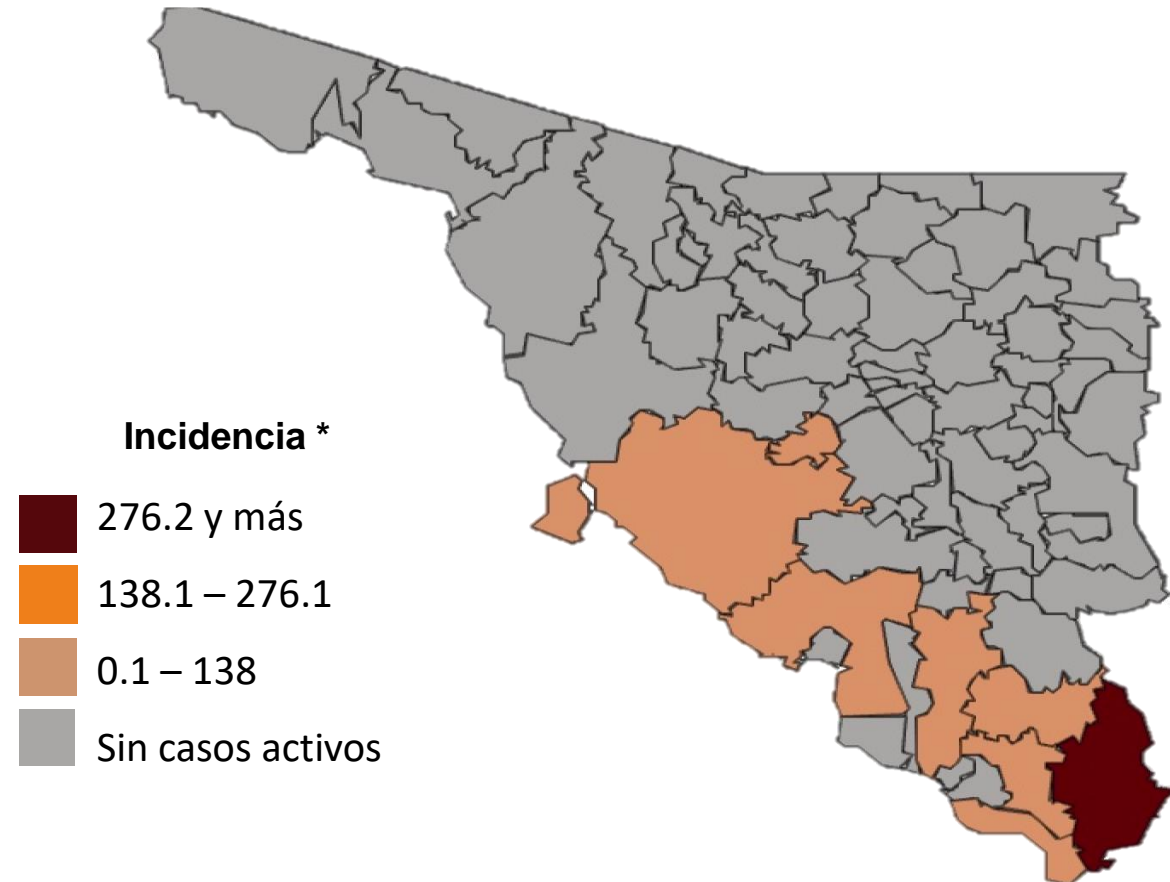 Incidencia *
276.2 y más
138.1 – 276.1
0.1 – 138
Sin casos activos